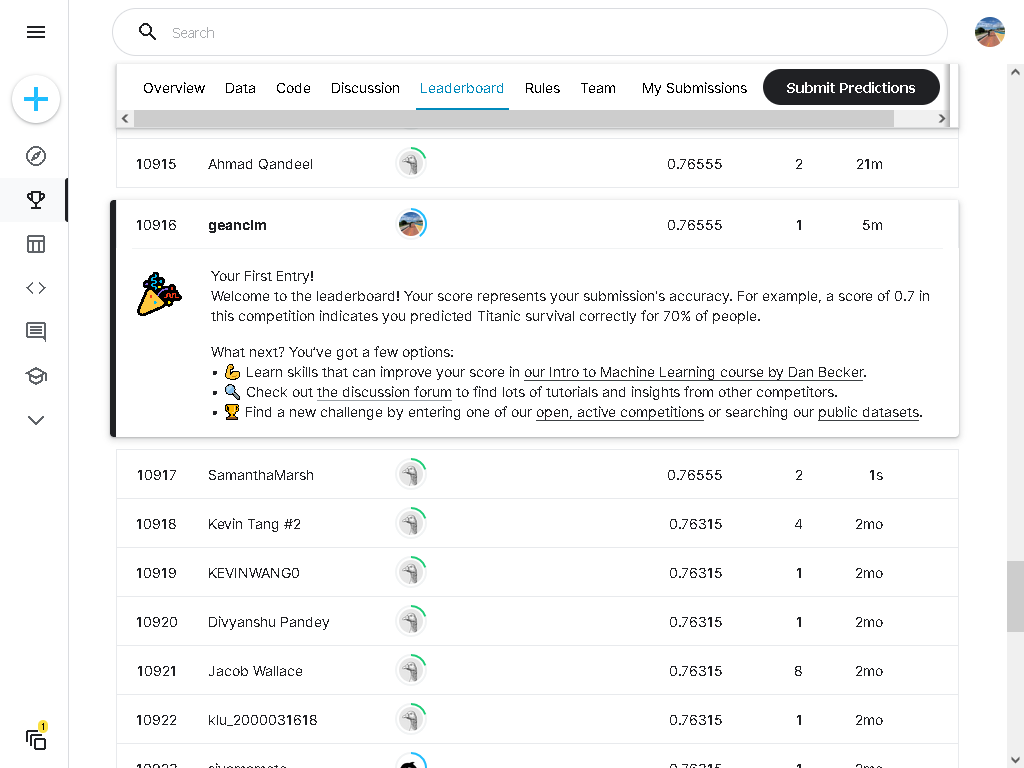 Search
Overview Data Code Discussion Leaderboard Rules Team My Submissions Submit Predictions
10915 Ahmad Qandeel 0.76555 2 21m
10916 geanclm 0.76555 1 5m
Your First Entry!
Welcome to the leaderboard! Your score represents your submission's accuracy. For example, a score of 0.7 in
this competition indicates you predicted Titanic survival correctly for 70% of people.
What next? You've got a few options:
• 💪 Learn skills that can improve your score in our Intro to Machine Learning course by Dan Becker.
• 🔍 Check out the discussion forum to find lots of tutorials and insights from other competitors.
• 🏆 Find a new challenge by entering one of our open, active competitions or searching our public datasets.
10917 SamanthaMarsh 0.76555 2 1s
10918 Kevin Tang #2 0.76315 4 2mo
10919 KEVINWANG0 0.76315 1 2mo
10920 Divyanshu Pandey 0.76315 1 2mo
10921 Jacob Wallace 0.76315 8 2mo
10922 klu_2000031618 0.76315 1 2mo
1